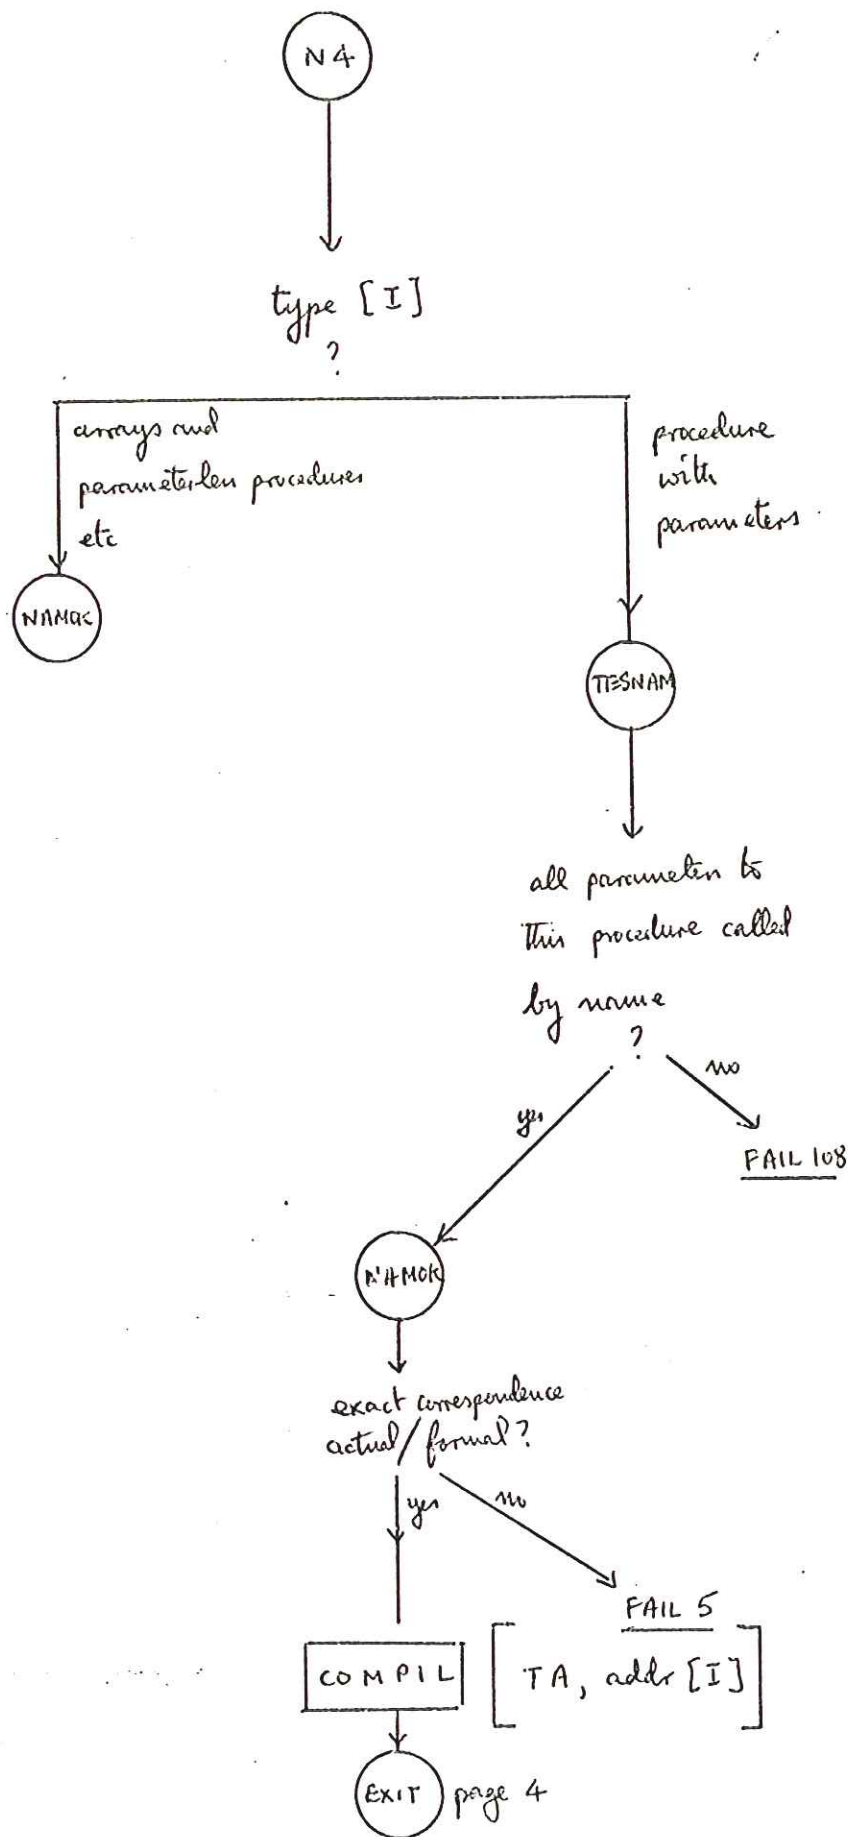 N4
type [I]
?
arrays and
parameterless procedures
etc
procedure
with
parameters
NAMOK
TESNAM
all parameters to
this procedure called
by name
?
yes
no
FAIL 108
NAMOK
exact correspondence
actual/formal?
yes
no
FAIL 5
COMPIL [TA, addr [I]]
EXIT page 4